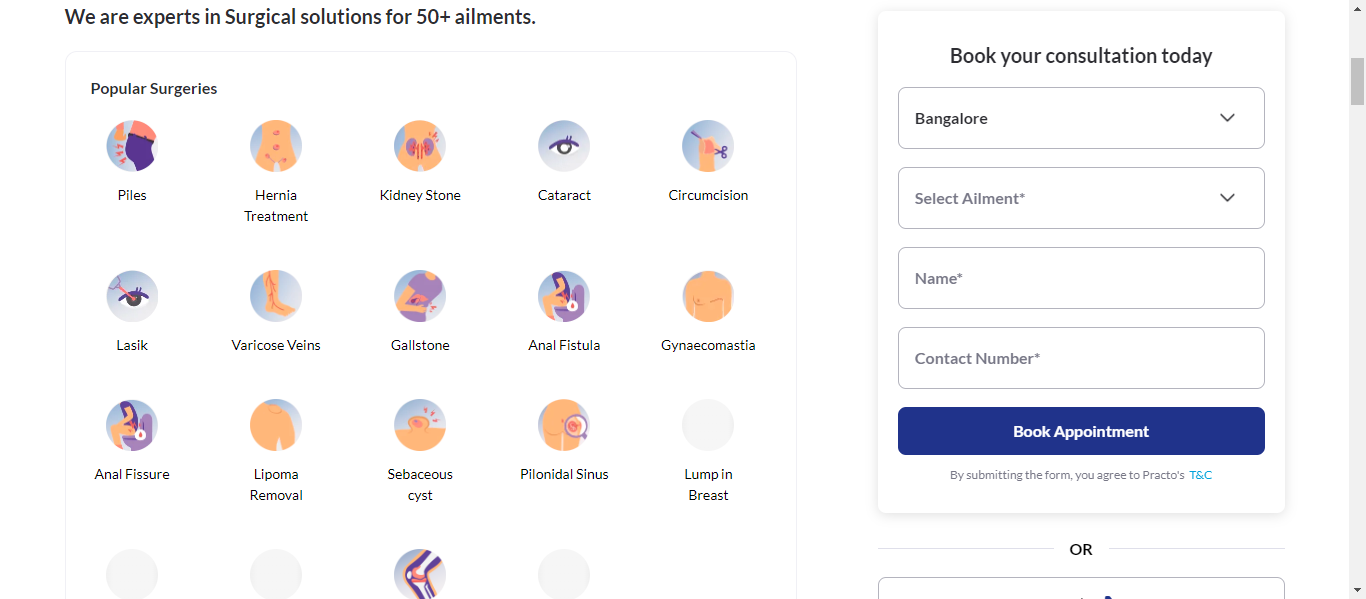 We are experts in Surgical solutions for 50+ ailments.
Popular Surgeries
Piles
Hernia
Treatment
Kidney Stone
Cataract
Circumcision
Lasik
Varicose Veins
Gallstone
Anal Fistula
Gynaecomastia
Anal Fissure
Lipoma
Removal
Sebaceous
cyst
Pilonidal Sinus
Lump in
Breast
Book your consultation today
Bangalore
Select Ailment*
Name*
Contact Number*
Book Appointment
By submitting the form, you agree to Practo's T&C
OR